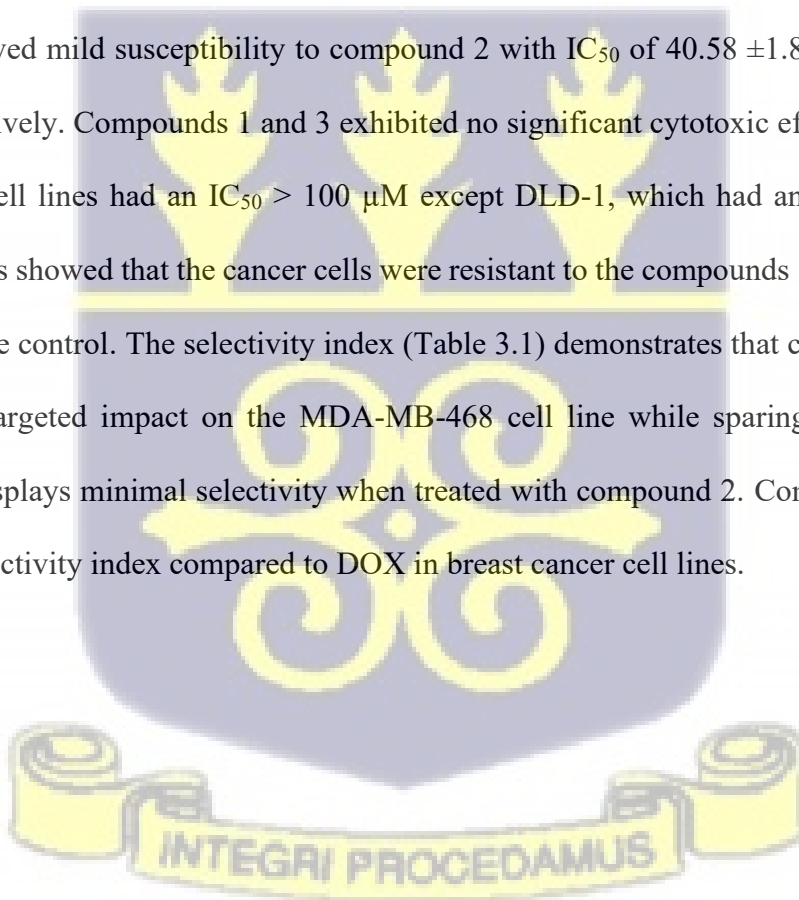 ved mild susceptibility to compound 2 with IC₅₀ of 40.58 ±1.8
ively. Compounds 1 and 3 exhibited no significant cytotoxic ef
ell lines had an IC₅₀ > 100 μM except DLD-1, which had an
s showed that the cancer cells were resistant to the compounds
e control. The selectivity index (Table 3.1) demonstrates that c
argeted impact on the MDA-MB-468 cell line while sparing
splays minimal selectivity when treated with compound 2. Con
ctivity index compared to DOX in breast cancer cell lines.
INTEGRI PROCEDAMUS